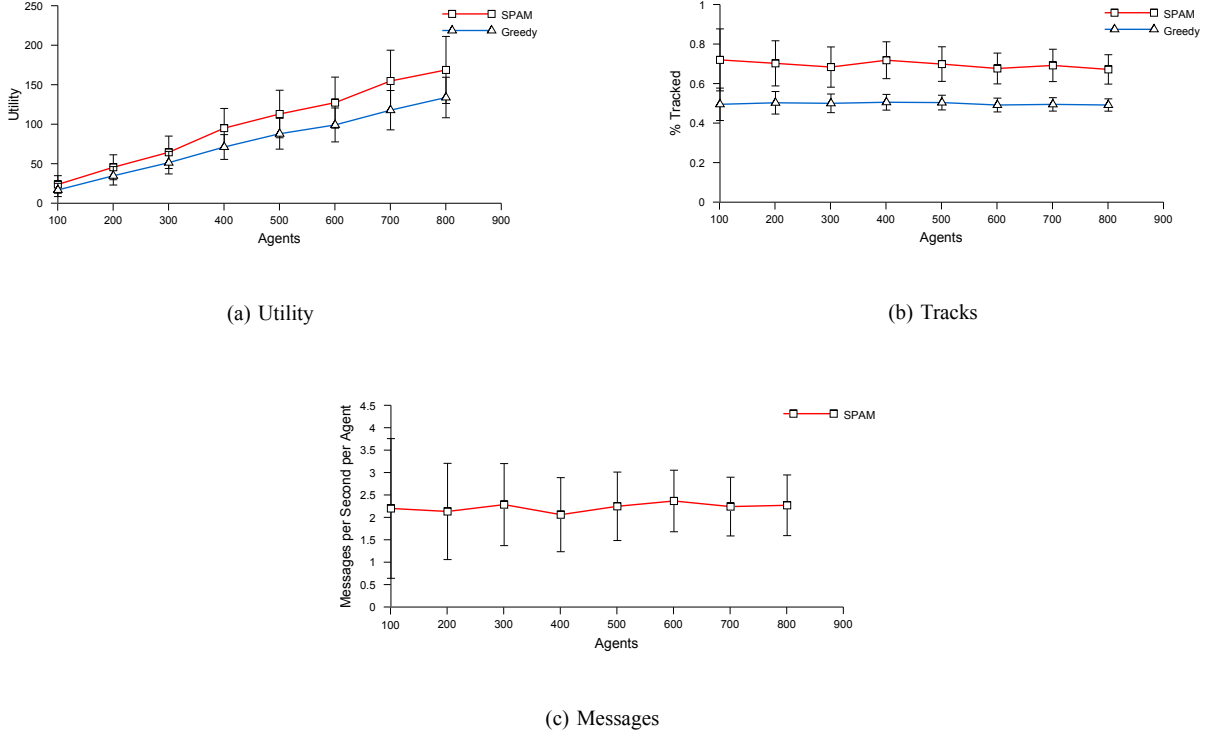 250
200
150
100
50
0
Utility
100 200 300 400 500 600 700 800 900
Agents
SPAM
Greedy
(a) Utility
1
0.8
0.6
0.4
0.2
0
% Tracked
100 200 300 400 500 600 700 800 900
Agents
SPAM
Greedy
(b) Tracks
4.5
4
3.5
3
2.5
2
1.5
1
0.5
0
Messages per Second per Agent
100 200 300 400 500 600 700 800 900
Agents
SPAM
(c) Messages